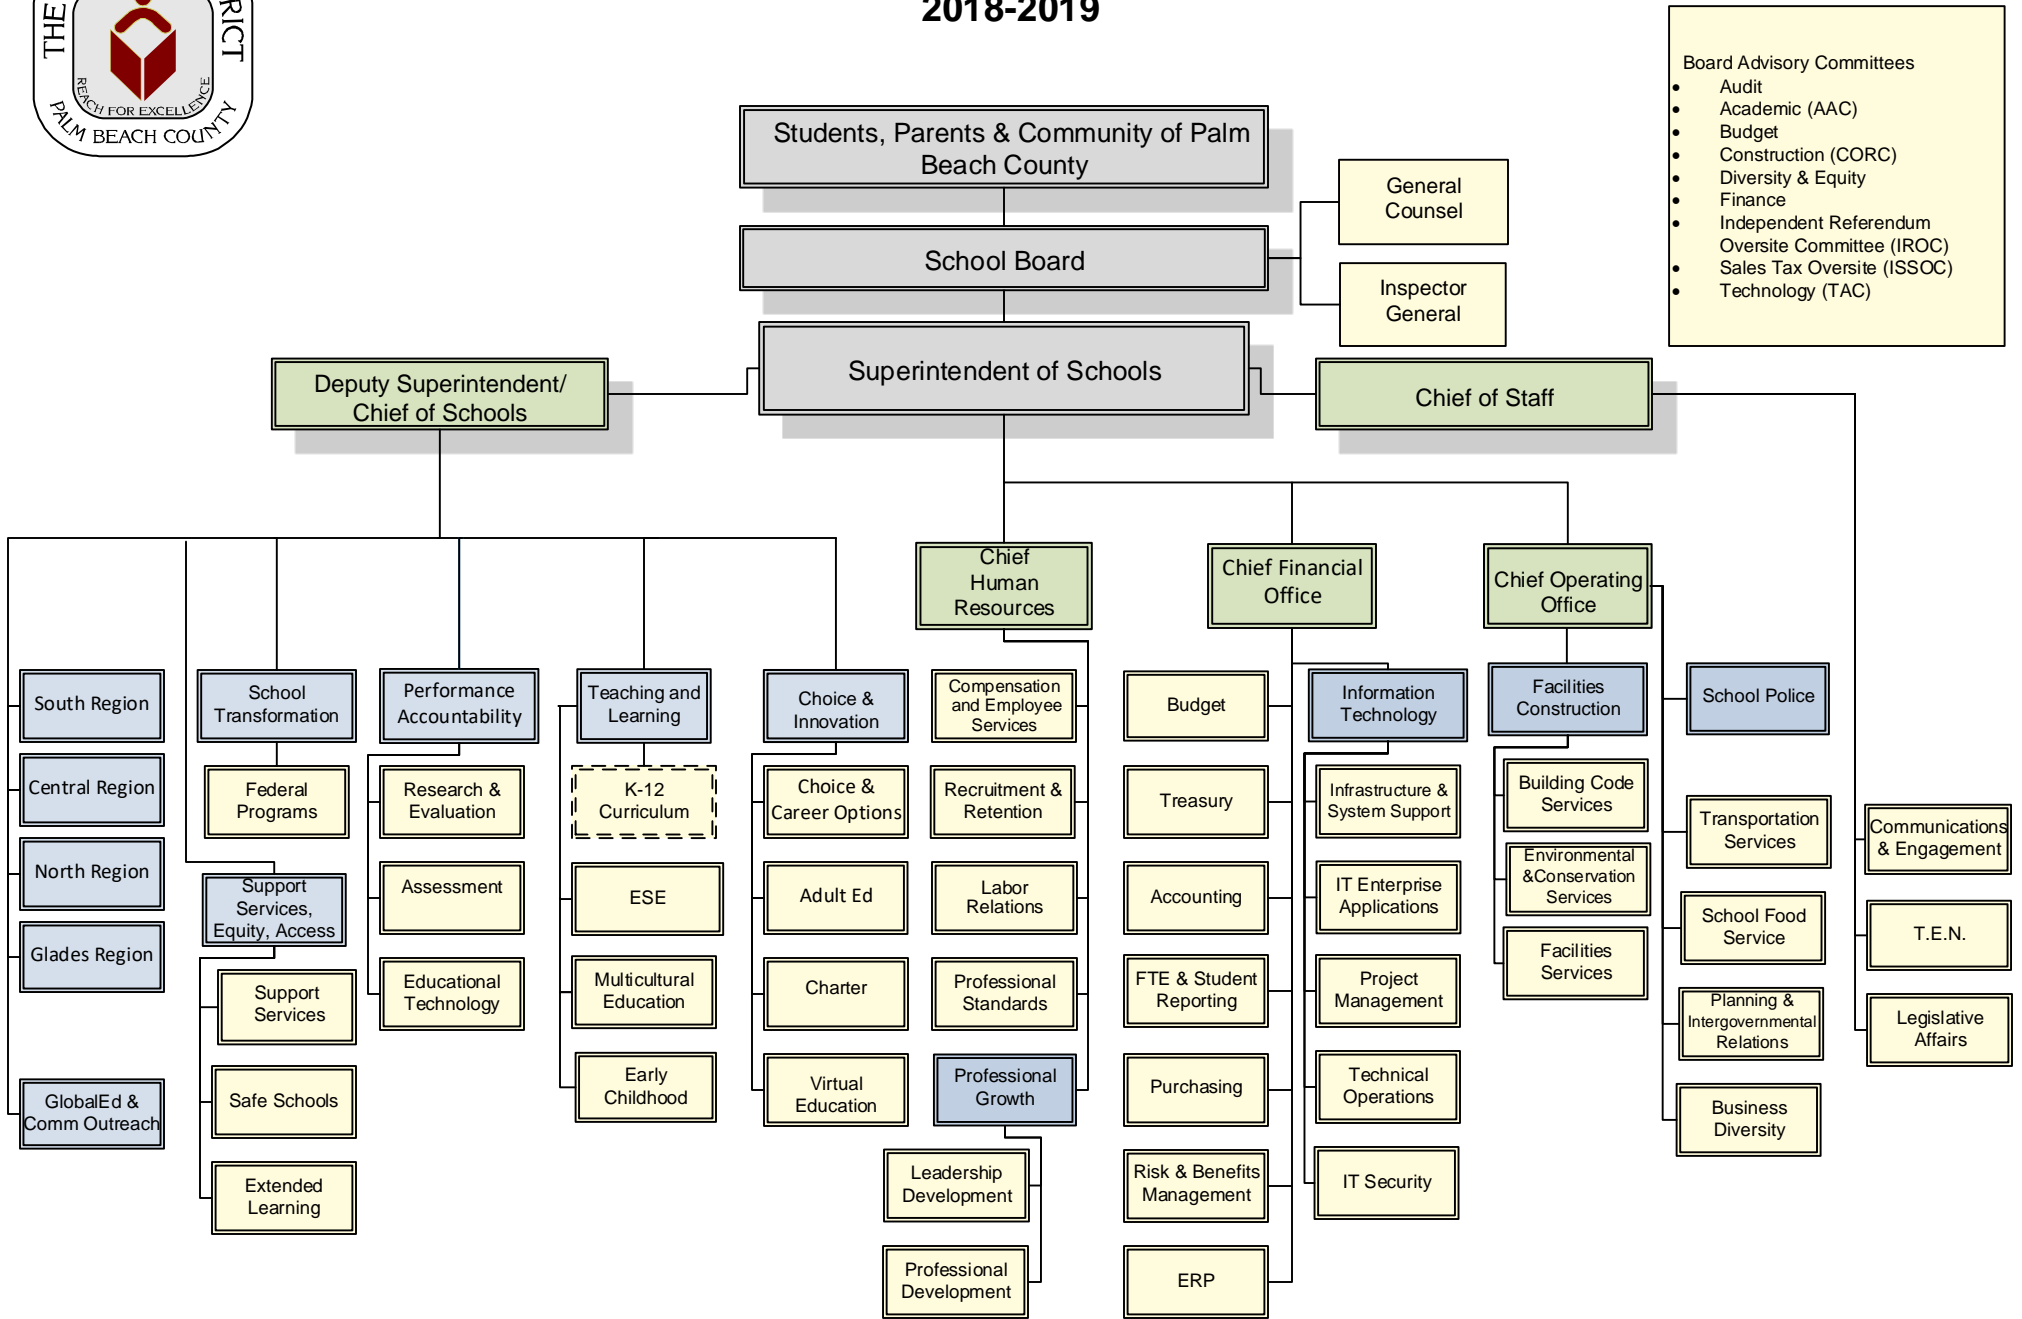 2018-2019
THE
RICT
REACH FOR EXCELLENCE
PALM BEACH COUNTY
Board Advisory Committees
• Audit
• Academic (AAC)
• Budget
• Construction (CORC)
• Diversity & Equity
• Finance
• Independent Referendum
Oversite Committee (IROC)
• Sales Tax Oversite (ISSOC)
• Technology (TAC)
Students, Parents & Community of Palm
Beach County
General
Counsel
School Board
Inspector
General
Superintendent of Schools
Deputy Superintendent/
Chief of Schools
Chief of Staff
Chief
Human
Resources
Chief Financial
Office
Chief Operating
Office
South Region
Central Region
North Region
Glades Region
GlobalEd &
Comm Outreach
School
Transformation
Federal
Programs
Support
Services,
Equity, Access
Support
Services
Safe Schools
Extended
Learning
Performance
Accountability
Research &
Evaluation
Assessment
Educational
Technology
Teaching and
Learning
K-12
Curriculum
ESE
Multicultural
Education
Early
Childhood
Choice &
Innovation
Choice &
Career Options
Adult Ed
Charter
Virtual
Education
Compensation
and Employee
Services
Recruitment &
Retention
Labor
Relations
Professional
Standards
Professional
Growth
Leadership
Development
Professional
Development
Budget
Treasury
Accounting
FTE & Student
Reporting
Purchasing
Risk & Benefits
Management
ERP
Information
Technology
Infrastructure &
System Support
IT Enterprise
Applications
Project
Management
Technical
Operations
IT Security
Facilities
Construction
Building Code
Services
Environmental
&Conservation
Services
Facilities
Services
School Police
Transportation
Services
School Food
Service
Planning &
Intergovernmental
Relations
Business
Diversity
Communications
& Engagement
T.E.N.
Legislative
Affairs